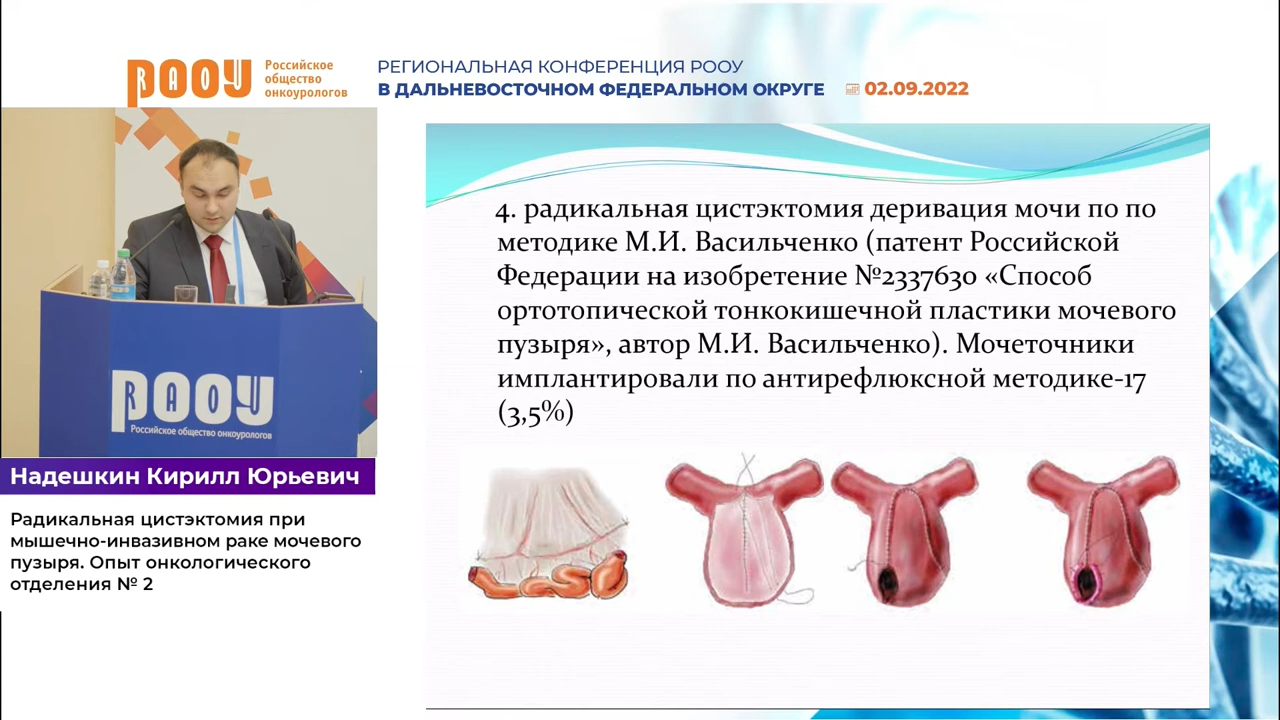 РООУ
RAOU
Российское
общество
онкоурологов
РЕГИОНАЛЬНАЯ КОНФЕРЕНЦИЯ РООУ
В ДАЛЬНЕВОСТОЧНОМ ФЕДЕРАЛЬНОМ ОКРУГЕ
02.09.2022
4. радикальная цистэктомия деривация мочи по по
методике М.И. Васильченко (патент Российской
Федерации на изобретение №2337630 «Способ
ортотопической тонкокишечной пластики мочевого
пузыря», автор М.И. Васильченко). Мочеточники
имплантировали по антирефлюксной методике-17
(3,5%)
РООУ
RAOU
Российское общество онкоурологов
Надешкин Кирилл Юрьевич
Радикальная цистэктомия при
мышечно-инвазивном раке мочевого
пузыря. Опыт онкологического
отделения № 2